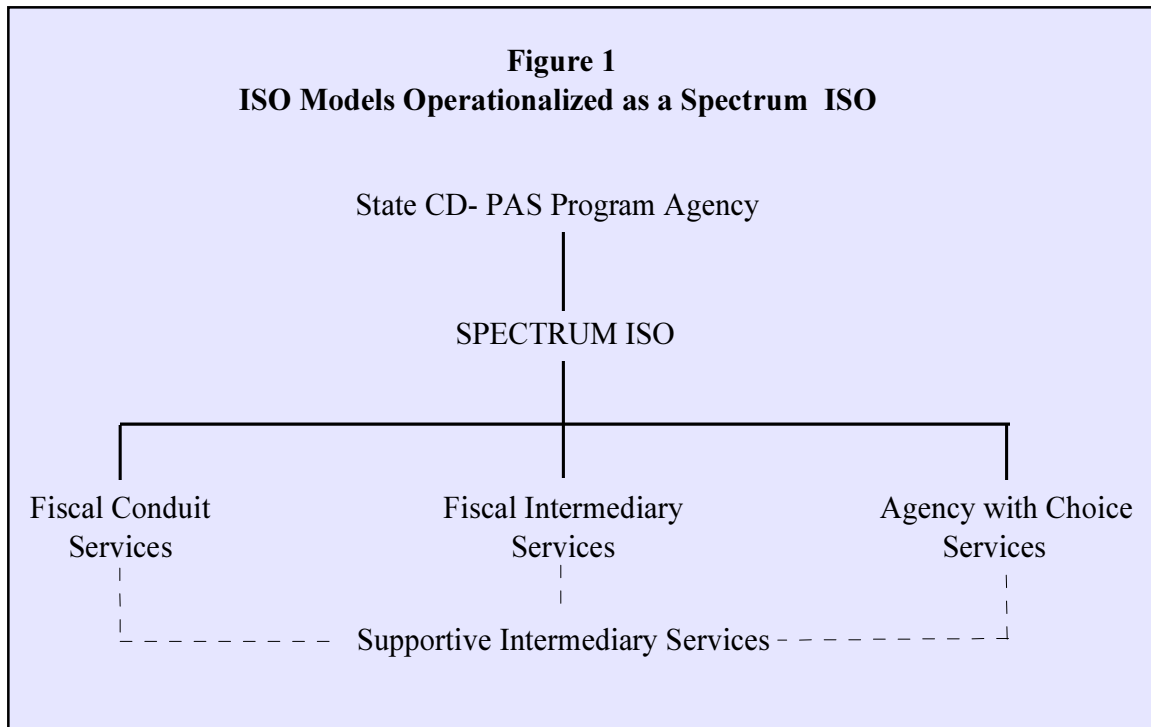 Figure 1
ISO Models Operationalized as a Spectrum ISO
State CD- PAS Program Agency
SPECTRUM ISO
Fiscal Conduit
Services
Fiscal Intermediary
Services
Agency with Choice
Services
Supportive Intermediary Services